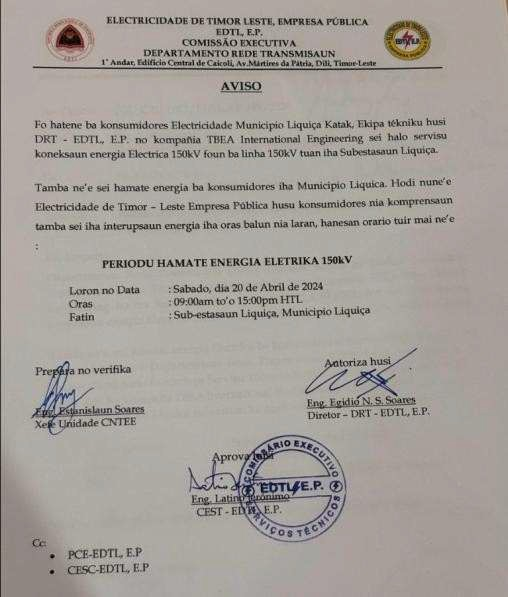 ELECTRICIDADE DE TIMOR LESTE, EMPRESA PÚBLICA
EDTL, E.P.
COMISSÃO EXECUTIVA
DEPARTAMENTO REDE TRANSMISAUN
1º Andar, Edifício Central de Caicoli, Av.Mártires da Pátria, Dili, Timor-Leste
AVISO
Fo hatene ba konsumidores Electricidade Municipio Liquiça Katak, Ekipa tékniku husi
DRT - EDTL, E.P. no kompañia TBEA International Engineering sei halo servisu
koneksaun energia Electrica 150kV foun ba linha 150kV tuan iha Subestasaun Liquiça.
Tamba ne'e sei hamate energia ba konsumidores iha Municipio Liquica. Hodi nune'e
Electricidade de Timor – Leste Empresa Pública husu konsumidores nia komprensaun
tamba sei iha interupsaun energia iha oras balun nia laran, hanesan orario tuir mai ne'e
:
PERIODU HAMATE ENERGIA ELETRIKA 150kV
Loron no Data : Sabado, dia 20 de Abril de 2024
Oras : 09:00am to'o 15:00pm HTL
Fatin : Sub-estasaun Liquiça, Municipio Liquiça
Prepara no verifika
Autoriza husi
Eng. Estanislaun Soares
Xefe Unidade CNTEE
Eng. Egidio N. S. Soares
Diretor – DRT - EDTL, E.P.
Aprova
Eng. Latino Jerónimo
CEST - EDTL, E.P.
COMISSÁRIO EXECUTIVO
EDTL E.P.
SERVIÇOS TÉCNICOS
Cc:
• PCE-EDTL, E.P
• CESC-EDTL, E.P